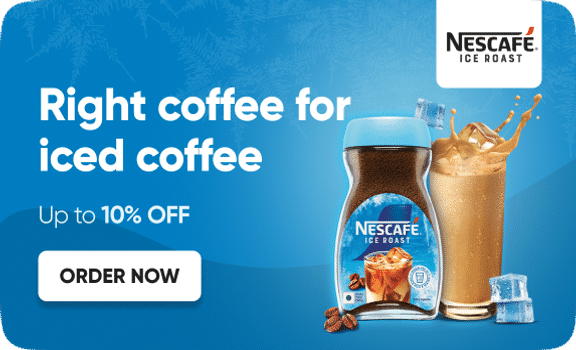 NESCAFÉ
ICE ROAST
Right coffee for
iced coffee
Up to 10% OFF
ORDER NOW
NESCAFÉ
ICE ROAST